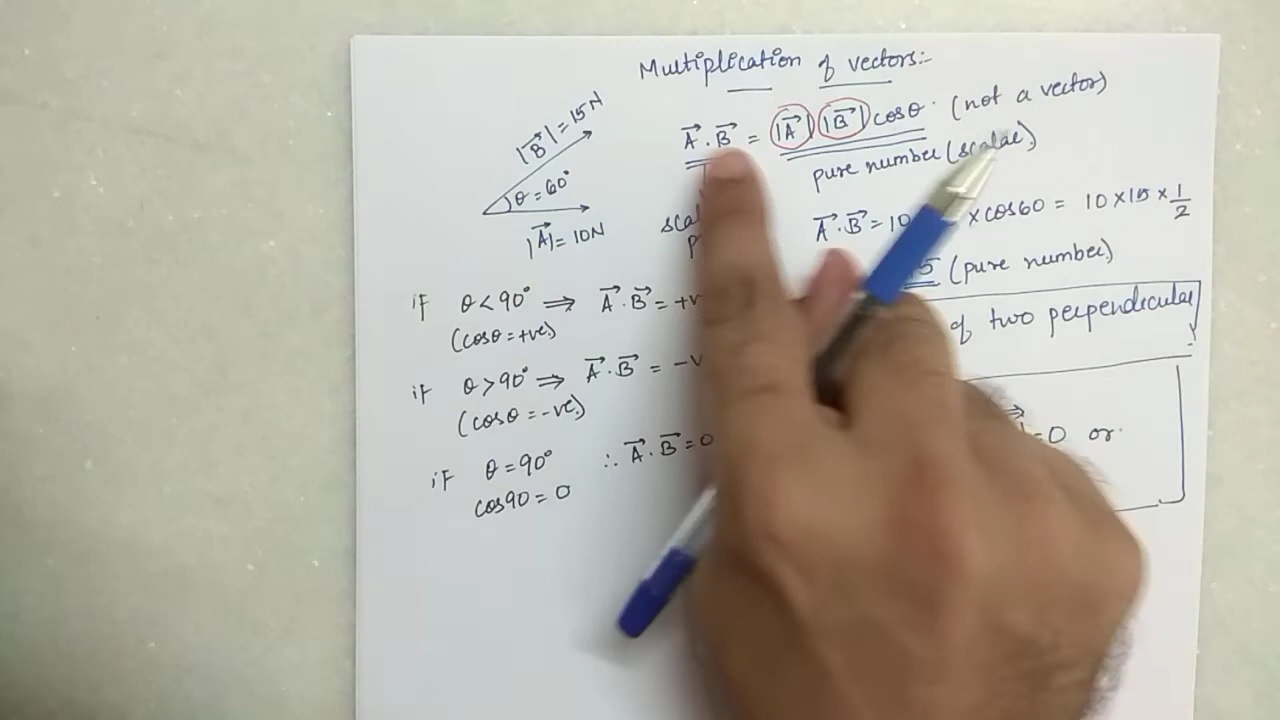 Multiplication of vectors:-
|B⃗| = 15N
θ = 60°
|A⃗| = 10N
A⃗ . B⃗ = |A⃗| |B⃗| cosθ. (not a vector)
pure number (scalar)
A⃗ . B⃗ = 10 x cos60 = 10 x 15 x 1/2
5 (pure number)
if θ < 90° ⇒ A⃗ . B⃗ = +v
(cosθ = +ve)
of two perpendicular
if θ > 90° ⇒ A⃗ . B⃗ = -v
(cosθ = -ve)
= 0 or
if θ = 90° ∴ A⃗ . B⃗ = 0
cos90 = 0